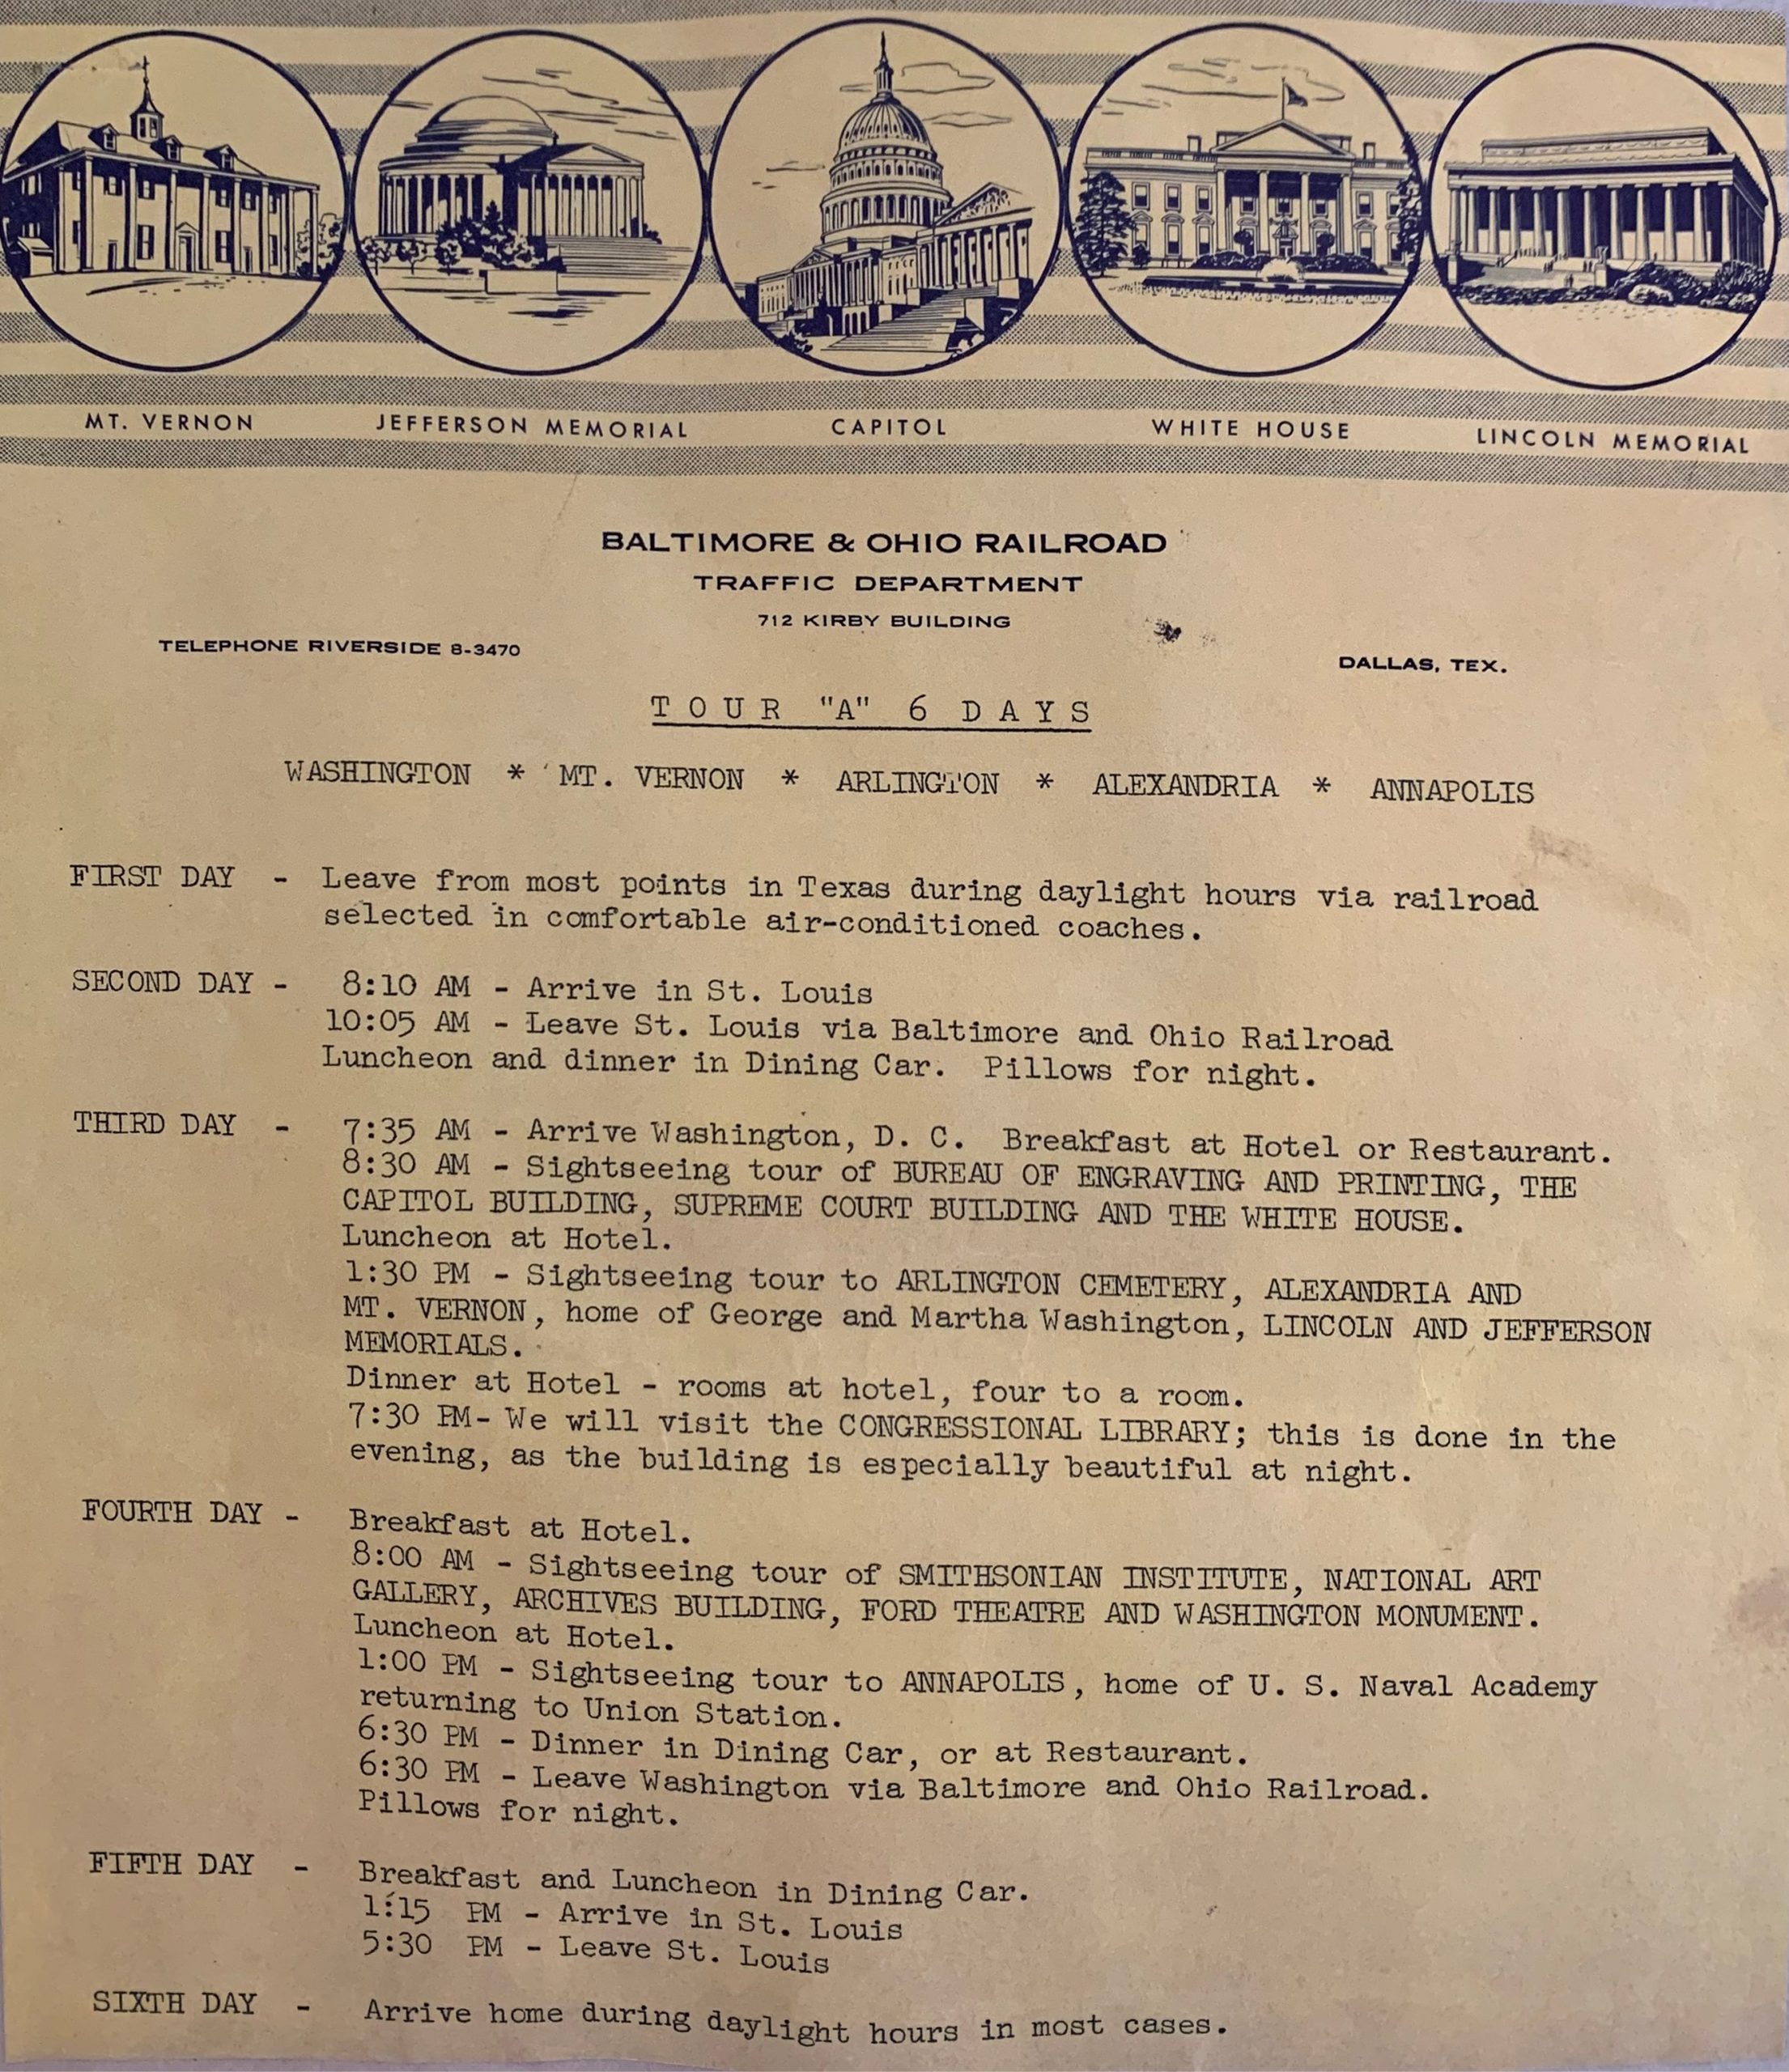 MT. VERNON JEFFERSON MEMORIAL CAPITOL WHITE HOUSE LINCOLN MEMORIAL
BALTIMORE & OHIO RAILROAD
TRAFFIC DEPARTMENT
712 KIRBY BUILDING
TELEPHONE RIVERSIDE 8-3470 DALLAS, TEX.
TOUR "A" 6 DAYS
WASHINGTON * MT. VERNON * ARLINGTON * ALEXANDRIA * ANNAPOLIS
FIRST DAY - Leave from most points in Texas during daylight hours via railroad
selected in comfortable air-conditioned coaches.
SECOND DAY - 8:10 AM - Arrive in St. Louis
10:05 AM - Leave St. Louis via Baltimore and Ohio Railroad
Luncheon and dinner in Dining Car. Pillows for night.
THIRD DAY - 7:35 AM - Arrive Washington, D. C. Breakfast at Hotel or Restaurant.
8:30 AM - Sightseeing tour of BUREAU OF ENGRAVING AND PRINTING, THE
CAPITOL BUILDING, SUPREME COURT BUILDING AND THE WHITE HOUSE.
Luncheon at Hotel.
1:30 PM - Sightseeing tour to ARLINGTON CEMETERY, ALEXANDRIA AND
MT. VERNON, home of George and Martha Washington, LINCOLN AND JEFFERSON
MEMORIALS.
Dinner at Hotel - rooms at hotel, four to a room.
7:30 PM- We will visit the CONGRESSIONAL LIBRARY; this is done in the
evening, as the building is especially beautiful at night.
FOURTH DAY - Breakfast at Hotel.
8:00 AM - Sightseeing tour of SMITHSONIAN INSTITUTE, NATIONAL ART
GALLERY, ARCHIVES BUILDING, FORD THEATRE AND WASHINGTON MONUMENT.
Luncheon at Hotel.
1:00 PM - Sightseeing tour to ANNAPOLIS, home of U. S. Naval Academy
returning to Union Station.
6:30 PM - Dinner in Dining Car, or at Restaurant.
6:30 PM - Leave Washington via Baltimore and Ohio Railroad.
Pillows for night.
FIFTH DAY - Breakfast and Luncheon in Dining Car.
1:15 PM - Arrive in St. Louis
5:30 PM - Leave St. Louis
SIXTH DAY - Arrive home during daylight hours in most cases.